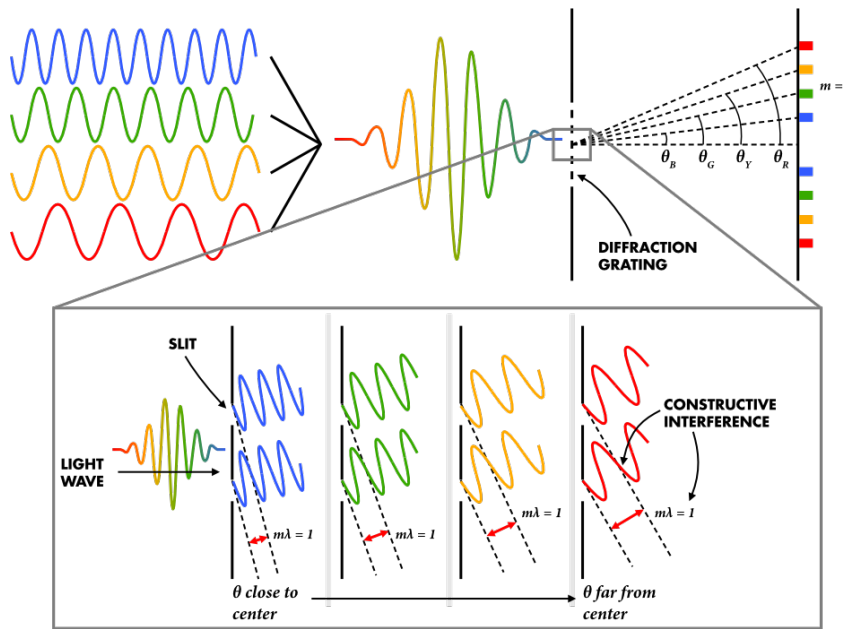 m =
θB θG θY θR
DIFFRACTION
GRATING
SLIT
CONSTRUCTIVE
INTERFERENCE
LIGHT
WAVE
mλ = 1
mλ = 1
mλ = 1
mλ = 1
θ close to
center
θ far from
center